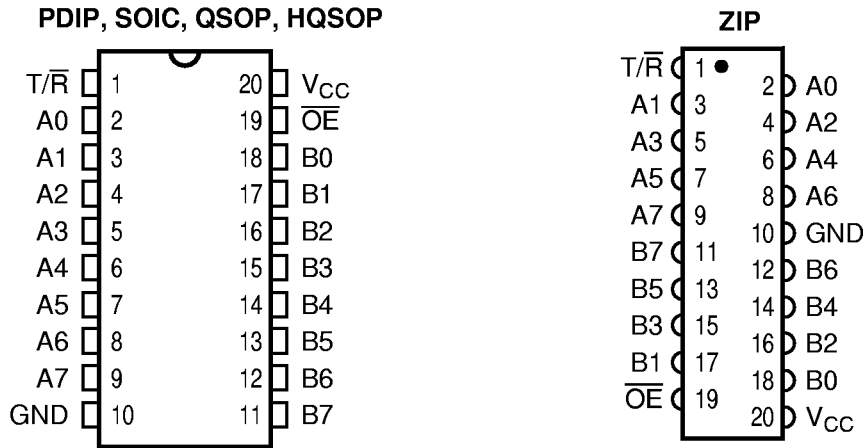 PDIP, SOIC, QSOP, HQSOP
T/R̅ 1 20 VCC
A0 2 19 O̅E̅
A1 3 18 B0
A2 4 17 B1
A3 5 16 B2
A4 6 15 B3
A5 7 14 B4
A6 8 13 B5
A7 9 12 B6
GND 10 11 B7
ZIP
T/R̅ 1
2 A0
A1 3
4 A2
A3 5
6 A4
A5 7
8 A6
A7 9
10 GND
B7 11
12 B6
B5 13
14 B4
B3 15
16 B2
B1 17
18 B0
O̅E̅ 19
20 VCC